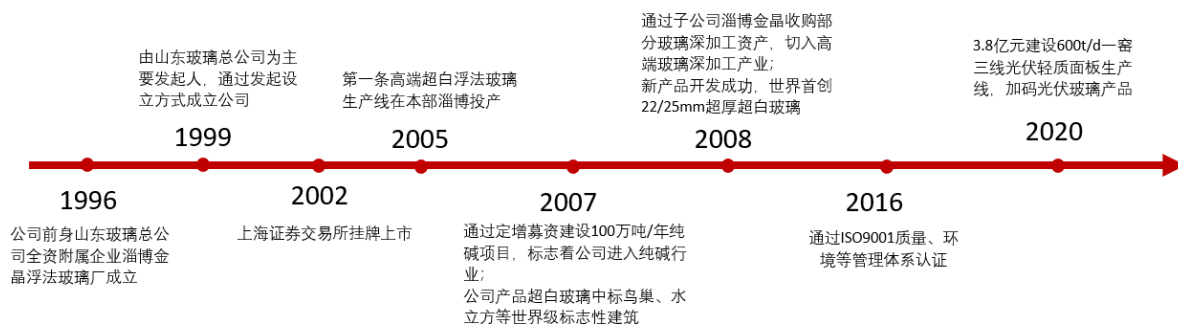 1996
公司前身山东玻璃总公
司全资附属企业淄博金
晶浮法玻璃厂成立
由山东玻璃总公司为主
要发起人，通过发起设
立方式成立公司
1999
2002
上海证券交易所挂牌上市
第一条高端超白浮法玻璃
生产线在本部淄博投产
2005
2007
通过定增募资建设100万吨/年纯
碱项目，标志着公司进入纯碱行
业；
公司产品超白玻璃中标鸟巢、水
立方等世界级标志性建筑
通过子公司淄博金晶收购部
分玻璃深加工资产，切入高
端玻璃深加工产业；
新产品开发成功，世界首创
22/25mm超厚超白玻璃
2008
2016
通过ISO9001质量、环
境等管理体系认证
3.8亿元建设600t/d一窑
三线光伏轻质面板生产
线，加码光伏玻璃产品
2020